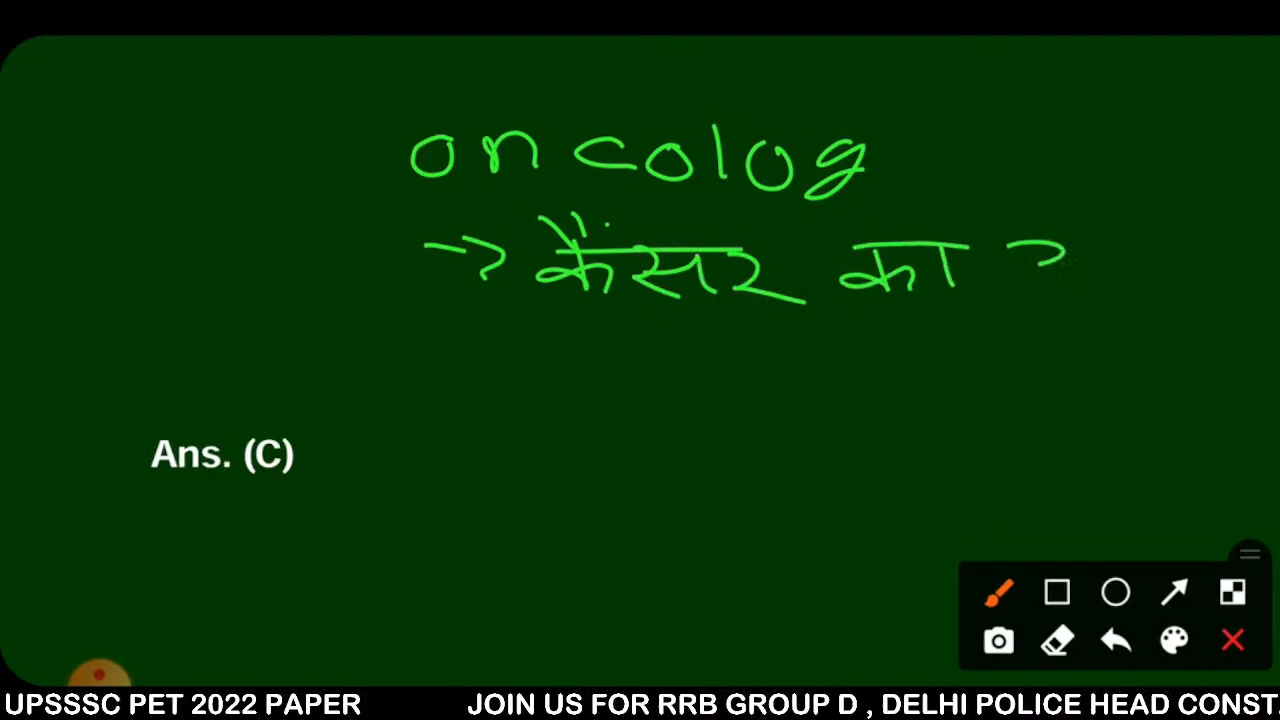 oncolog
→ कैंसर का
Ans. (C)
UPSSSC PET 2022 PAPER JOIN US FOR RRB GROUP D , DELHI POLICE HEAD CONST